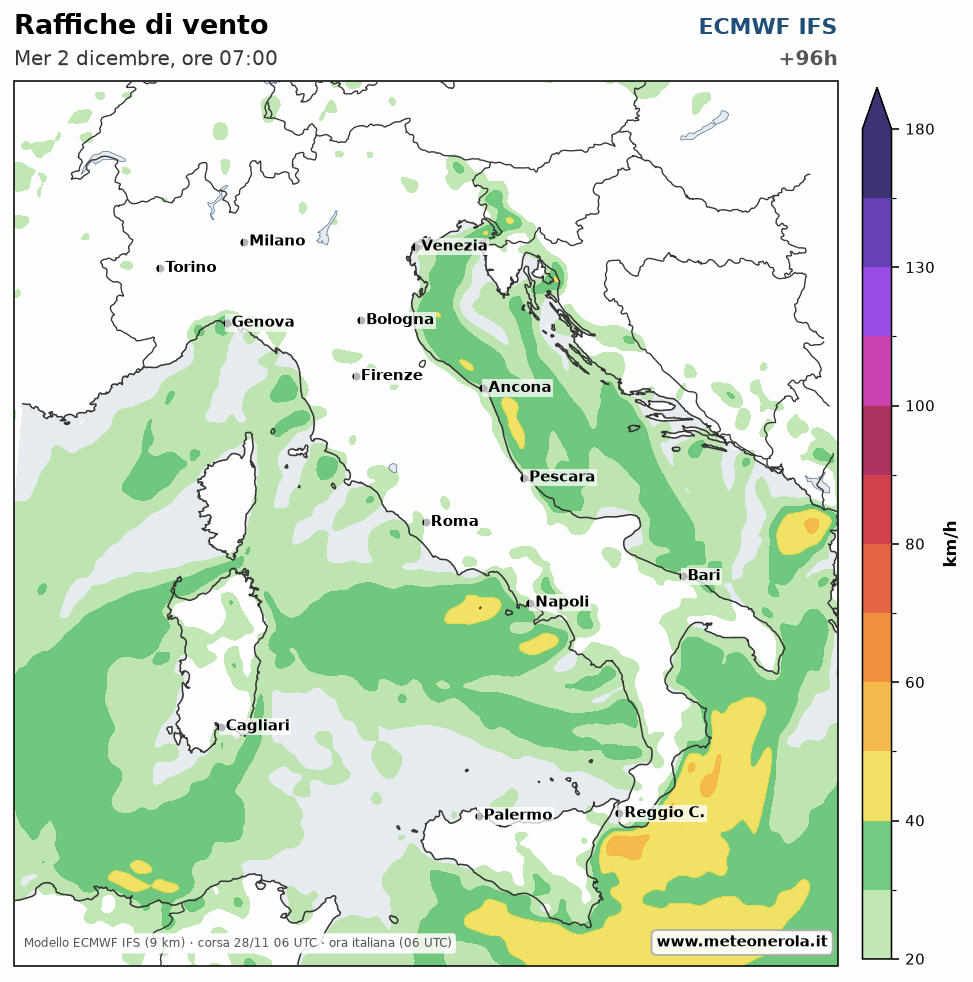 Raffiche di vento
ECMWF IFS
Mer 2 dicembre, ore 07:00
+96h
180
130
100
80
60
40
20
km/h
Milano
Venezia
Torino
Genova
Bologna
Firenze
Ancona
Pescara
Roma
Bari
Napoli
Cagliari
Palermo
Reggio C.
Modello ECMWF IFS (9 km) · corsa 28/11 06 UTC · ora italiana (06 UTC)
www.meteonerola.it